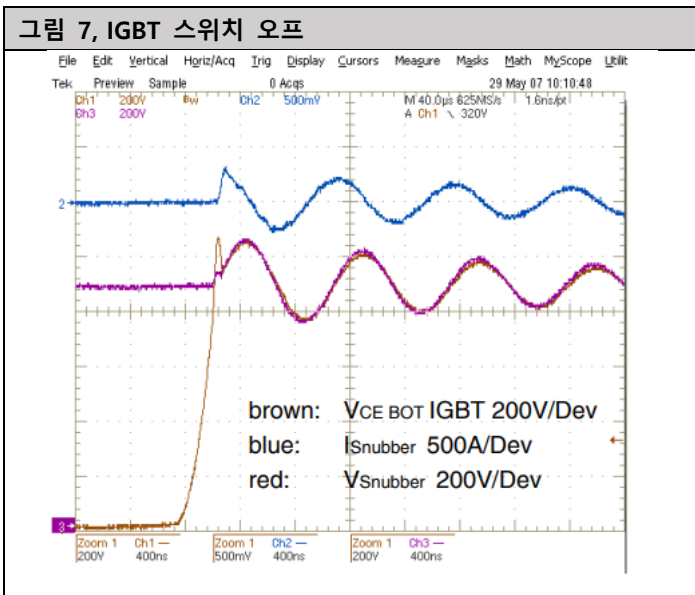 그림 7, IGBT 스위치 오프
File Edit Vertical Horiz/Acq Trig Display Cursors Measure Masks Math MyScope Utilit
Tek Preview Sample 0 Acqs 29 May 07 10:10:48
Ch1 200V Bw Ch2 500mV M 40.0µs 625MS/s 1.6ns/pt
Ch3 200V A Ch1 \ 320V
2
brown: VCE BOT IGBT 200V/Dev
blue: ISnubber 500A/Dev
red: VSnubber 200V/Dev
3
Zoom 1 Ch1 Zoom 1 Ch2 Zoom 1 Ch3
200V 400ns 500mV 400ns 200V 400ns